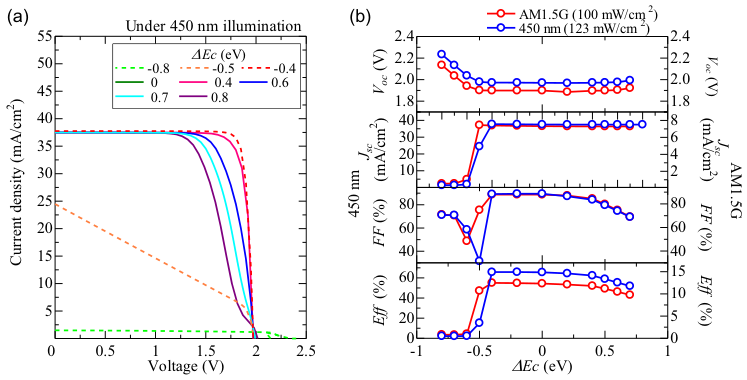 (a)
Under 450 nm illumination
55
50
45
40
35
30
25
20
15
10
5
Current density (mA/cm²)
ΔEc (eV)
-0.8 -0.5 -0.4
0 0.4 0.6
0.7 0.8
0 0.5 1 1.5 2 2.5
Voltage (V)
(b)
AM1.5G (100 mW/cm²)
450 nm (123 mW/cm²)
2.4
2.2
2.0
1.8
Voc (V)
2.4
2.2
2.0
1.8
Voc (V)
40
20
0
Jsc
(mA/cm²)
8
6
4
2
0
Jsc
(mA/cm²)
450 nm
AM1.5G
80
60
40
FF (%)
80
60
40
FF (%)
60
40
20
0
Eff (%)
15
10
5
0
Eff (%)
-1 -0.5 0 0.5 1
ΔEc (eV)